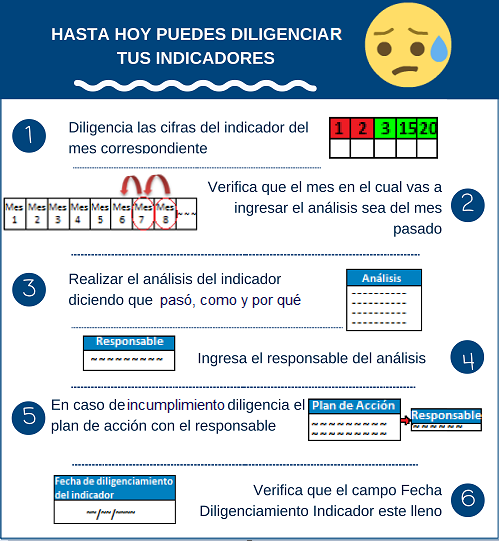 HASTA HOY PUEDES DILIGENCIAR
TUS INDICADORES
1
Diligencia las cifras del indicador del
mes correspondiente
1 2 3 15 20
Mes 1 Mes 2 Mes 3 Mes 4 Mes 5 Mes 6 Mes 7 Mes 8 ~~~
Verifica que el mes en el cual vas a
ingresar el análisis sea del mes
pasado
2
3
Realizar el análisis del indicador
diciendo que pasó, como y por qué
Análisis
Responsable
Ingresa el responsable del análisis
4
5
En caso de incumplimiento diligencia el
plan de acción con el responsable
Plan de Acción
Responsable
Fecha de diligenciamiento
del indicador
~/~/~~
Verifica que el campo Fecha
Diligenciamiento Indicador este lleno
6